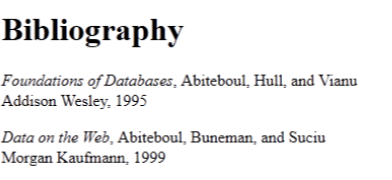 Bibliography
Foundations of Databases, Abiteboul, Hull, and Vianu
Addison Wesley, 1995
Data on the Web, Abiteboul, Buneman, and Suciu
Morgan Kaufmann, 1999